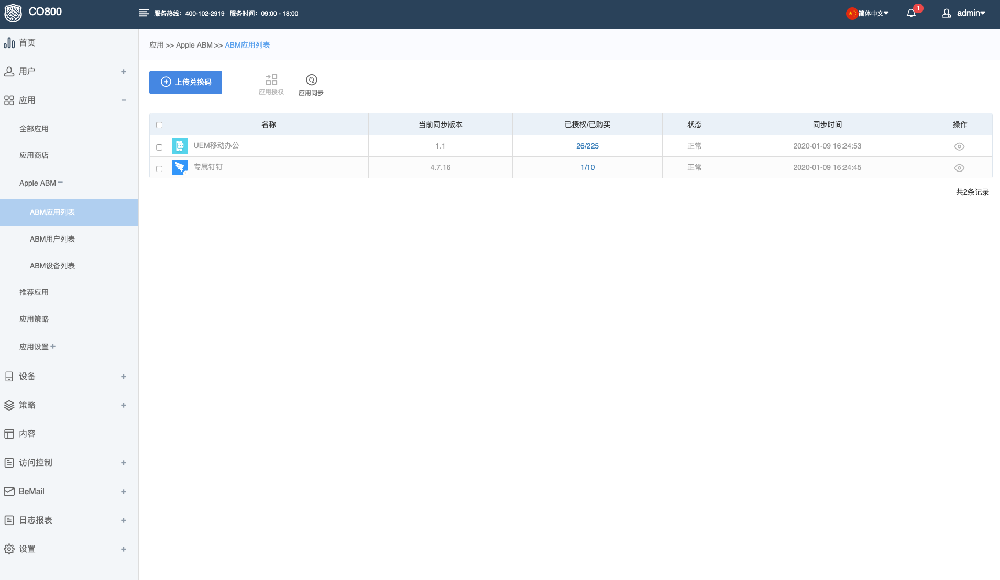 CO800
服务热线：400-102-2919 服务时间：09:00 - 18:00
简体中文
1
admin
首页
用户
应用
全部应用
应用商店
Apple ABM
ABM应用列表
ABM用户列表
ABM设备列表
推荐应用
应用策略
应用设置
设备
策略
内容
访问控制
BeMail
日志报表
设置
应用 >> Apple ABM >> ABM应用列表
上传兑换码
应用授权
应用同步
名称 当前同步版本 已授权/已购买 状态 同步时间 操作
UEM移动办公 1.1 26/225 正常 2020-01-09 16:24:53
专属钉钉 4.7.16 1/10 正常 2020-01-09 16:24:45
共2条记录